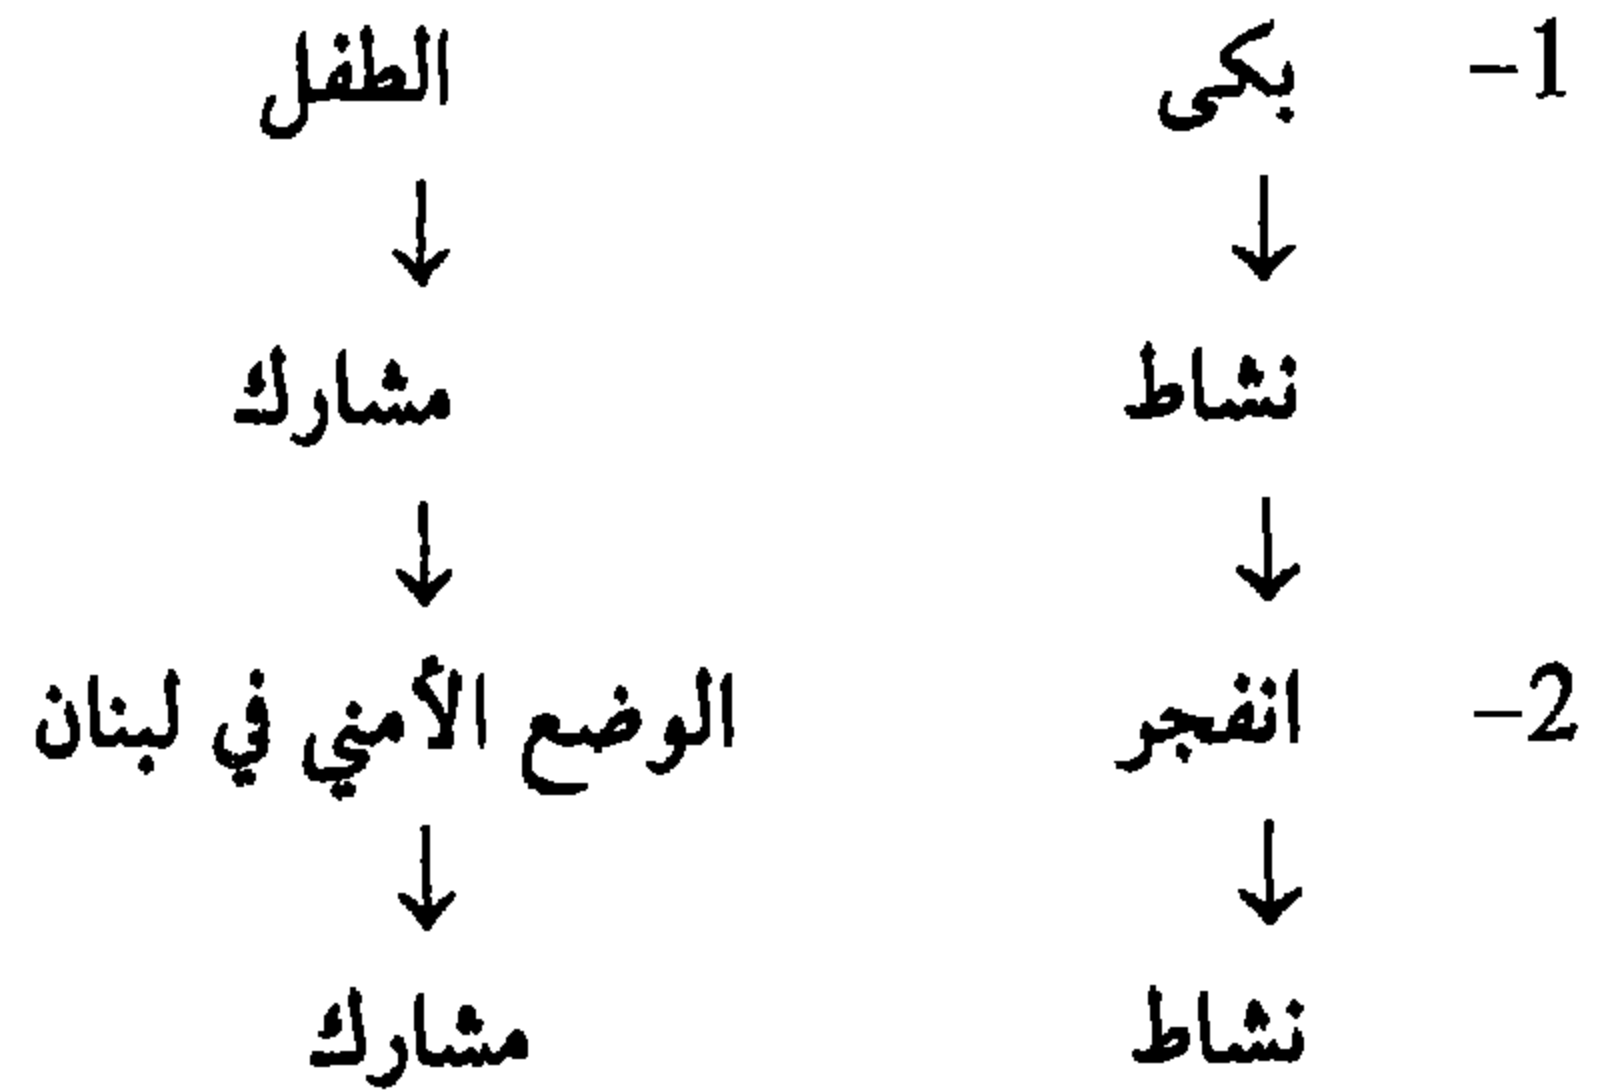 1- بكى الطفل
↓ ↓
نشاط مشارك
↓ ↓
2- انفجر الوضع الأمني في لبنان
↓ ↓
نشاط مشارك